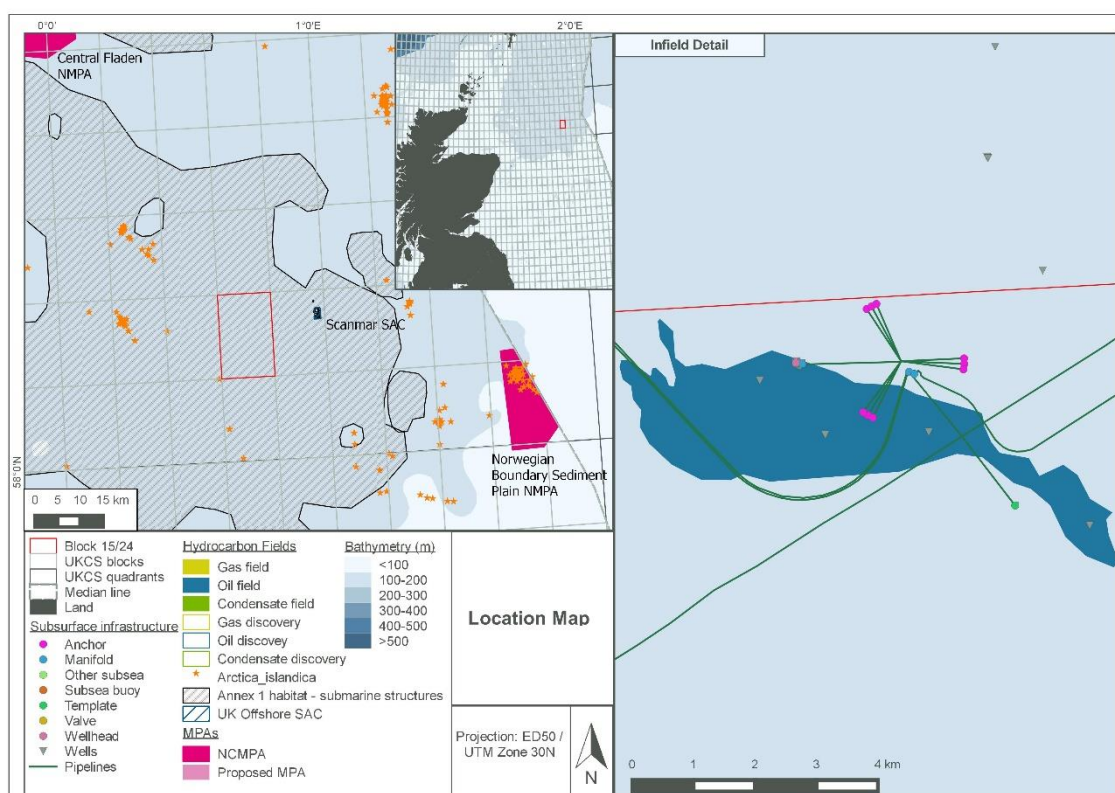 0°0'
1°0'E
2°0'E
Central Fladen
NMPA
Scanmar SAC
Norwegian
Boundary Sediment
Plain NMPA
58°0'N
0 5 10 15 km
Infield Detail
0 1 2 3 4 km
Block 15/24
UKCS blocks
UKCS quadrants
Median line
Land
Subsurface infrastructure
Anchor
Manifold
Other subsea
Subsea buoy
Template
Valve
Wellhead
Wells
Pipelines
Hydrocarbon Fields
Gas field
Oil field
Condensate field
Gas discovery
Oil discovey
Condensate discovery
Arctica_islandica
Annex 1 habitat - submarine structures
UK Offshore SAC
MPAs
NCMPA
Proposed MPA
Bathymetry (m)
<100
100-200
200-300
300-400
400-500
>500
Location Map
Projection: ED50 /
UTM Zone 30N
N